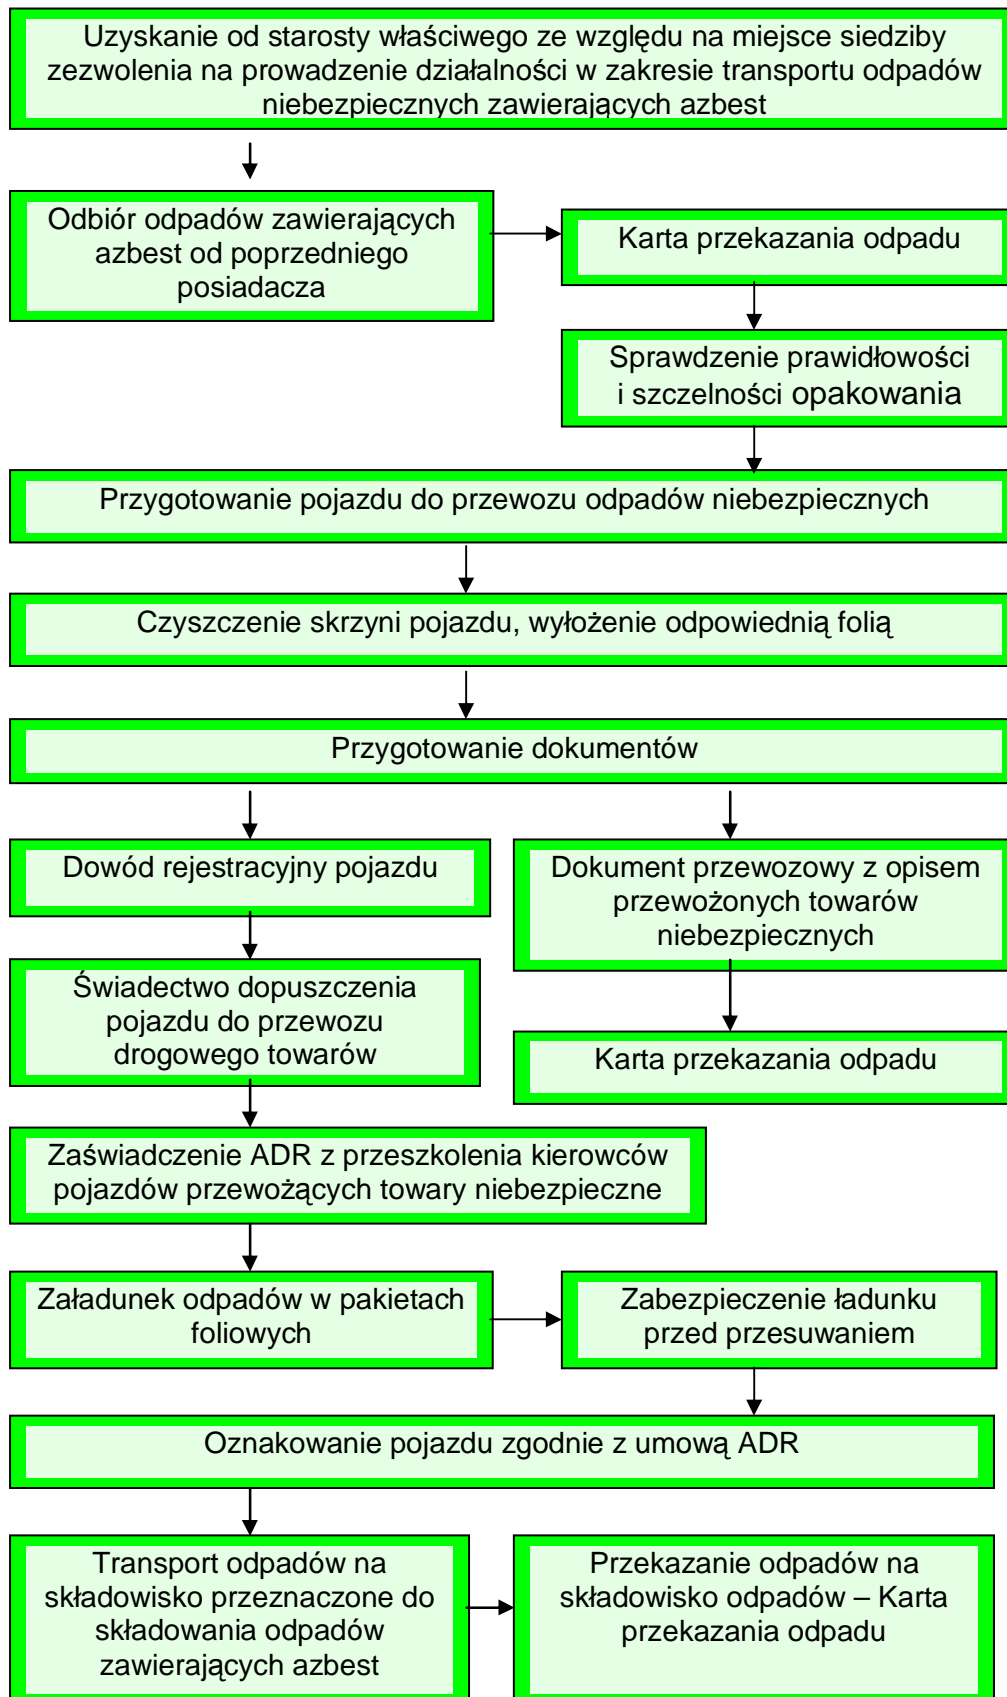 Uzyskanie od starosty właściwego ze względu na miejsce siedziby
zezwolenia na prowadzenie działalności w zakresie transportu odpadów
niebezpiecznych zawierających azbest
Odbiór odpadów zawierających
azbest od poprzedniego
posiadacza
Karta przekazania odpadu
Sprawdzenie prawidłowości
i szczelności opakowania
Przygotowanie pojazdu do przewozu odpadów niebezpiecznych
Czyszczenie skrzyni pojazdu, wyłożenie odpowiednią folią
Przygotowanie dokumentów
Dowód rejestracyjny pojazdu
Świadectwo dopuszczenia
pojazdu do przewozu
drogowego towarów
Dokument przewozowy z opisem
przewożonych towarów
niebezpiecznych
Karta przekazania odpadu
Zaświadczenie ADR z przeszkolenia kierowców
pojazdów przewożących towary niebezpieczne
Załadunek odpadów w pakietach
foliowych
Zabezpieczenie ładunku
przed przesuwaniem
Oznakowanie pojazdu zgodnie z umową ADR
Transport odpadów na
składowisko przeznaczone do
składowania odpadów
zawierających azbest
Przekazanie odpadów na
składowisko odpadów – Karta
przekazania odpadu